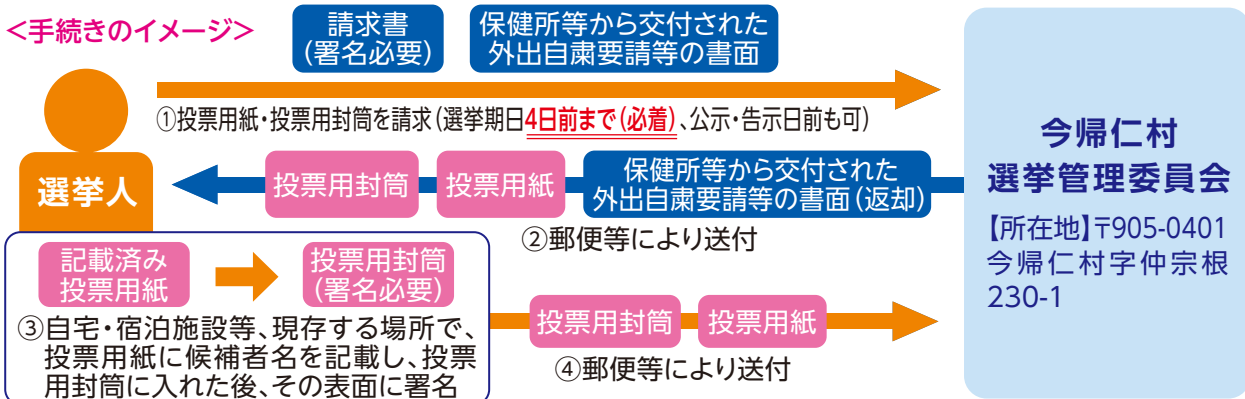 <手続きのイメージ>
請求書
(署名必要)
保健所等から交付された
外出自粛要請等の書面
①投票用紙・投票用封筒を請求(選挙期日4日前まで(必着)、公示・告示日前も可)
選挙人
投票用封筒
投票用紙
保健所等から交付された
外出自粛要請等の書面(返却)
②郵便等により送付
記載済み
投票用紙
投票用封筒
(署名必要)
③自宅・宿泊施設等、現存する場所で、
投票用紙に候補者名を記載し、投票
用封筒に入れた後、その表面に署名
投票用封筒
投票用紙
④郵便等により送付
今帰仁村
選挙管理委員会
【所在地】〒905-0401
今帰仁村字仲宗根
230-1